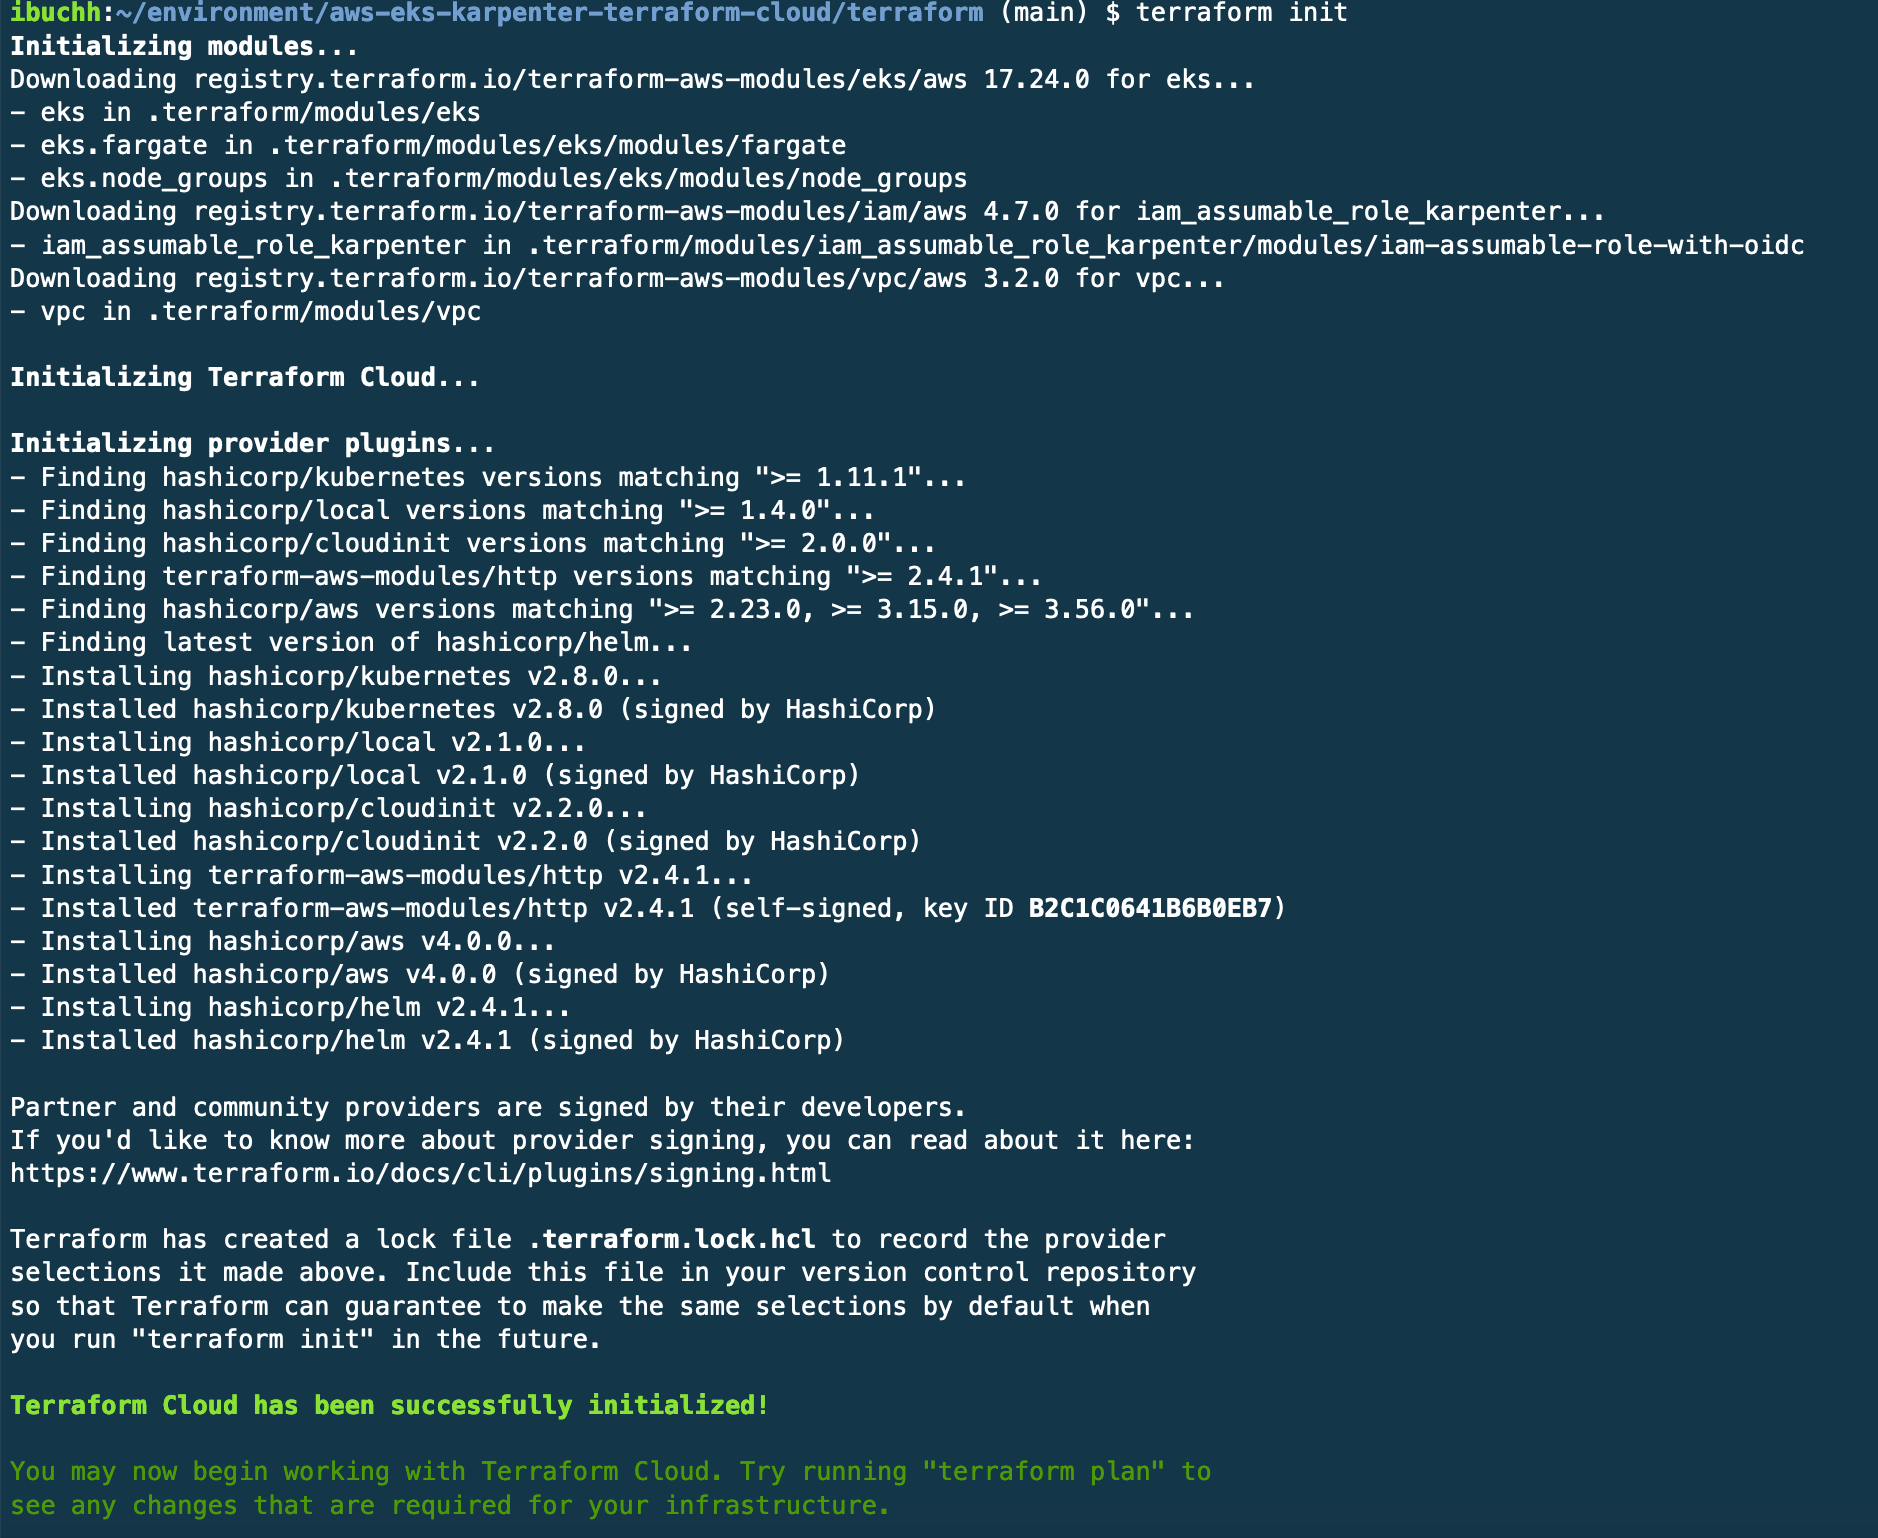 ibuchh:~/environment/aws-eks-karpenter-terraform-cloud/terraform (main) $ terraform init
Initializing modules...
Downloading registry.terraform.io/terraform-aws-modules/eks/aws 17.24.0 for eks...
- eks in .terraform/modules/eks
- eks.fargate in .terraform/modules/eks/modules/fargate
- eks.node_groups in .terraform/modules/eks/modules/node_groups
Downloading registry.terraform.io/terraform-aws-modules/iam/aws 4.7.0 for iam_assumable_role_karpenter...
- iam_assumable_role_karpenter in .terraform/modules/iam_assumable_role_karpenter/modules/iam-assumable-role-with-oidc
Downloading registry.terraform.io/terraform-aws-modules/vpc/aws 3.2.0 for vpc...
- vpc in .terraform/modules/vpc

Initializing Terraform Cloud...

Initializing provider plugins...
- Finding hashicorp/kubernetes versions matching ">= 1.11.1"...
- Finding hashicorp/local versions matching ">= 1.4.0"...
- Finding hashicorp/cloudinit versions matching ">= 2.0.0"...
- Finding terraform-aws-modules/http versions matching ">= 2.4.1"...
- Finding hashicorp/aws versions matching ">= 2.23.0, >= 3.15.0, >= 3.56.0"...
- Finding latest version of hashicorp/helm...
- Installing hashicorp/kubernetes v2.8.0...
- Installed hashicorp/kubernetes v2.8.0 (signed by HashiCorp)
- Installing hashicorp/local v2.1.0...
- Installed hashicorp/local v2.1.0 (signed by HashiCorp)
- Installing hashicorp/cloudinit v2.2.0...
- Installed hashicorp/cloudinit v2.2.0 (signed by HashiCorp)
- Installing terraform-aws-modules/http v2.4.1...
- Installed terraform-aws-modules/http v2.4.1 (self-signed, key ID B2C1C0641B6B0EB7)
- Installing hashicorp/aws v4.0.0...
- Installed hashicorp/aws v4.0.0 (signed by HashiCorp)
- Installing hashicorp/helm v2.4.1...
- Installed hashicorp/helm v2.4.1 (signed by HashiCorp)

Partner and community providers are signed by their developers.
If you'd like to know more about provider signing, you can read about it here:
https://www.terraform.io/docs/cli/plugins/signing.html

Terraform has created a lock file .terraform.lock.hcl to record the provider
selections it made above. Include this file in your version control repository
so that Terraform can guarantee to make the same selections by default when
you run "terraform init" in the future.

Terraform Cloud has been successfully initialized!

You may now begin working with Terraform Cloud. Try running "terraform plan" to
see any changes that are required for your infrastructure.